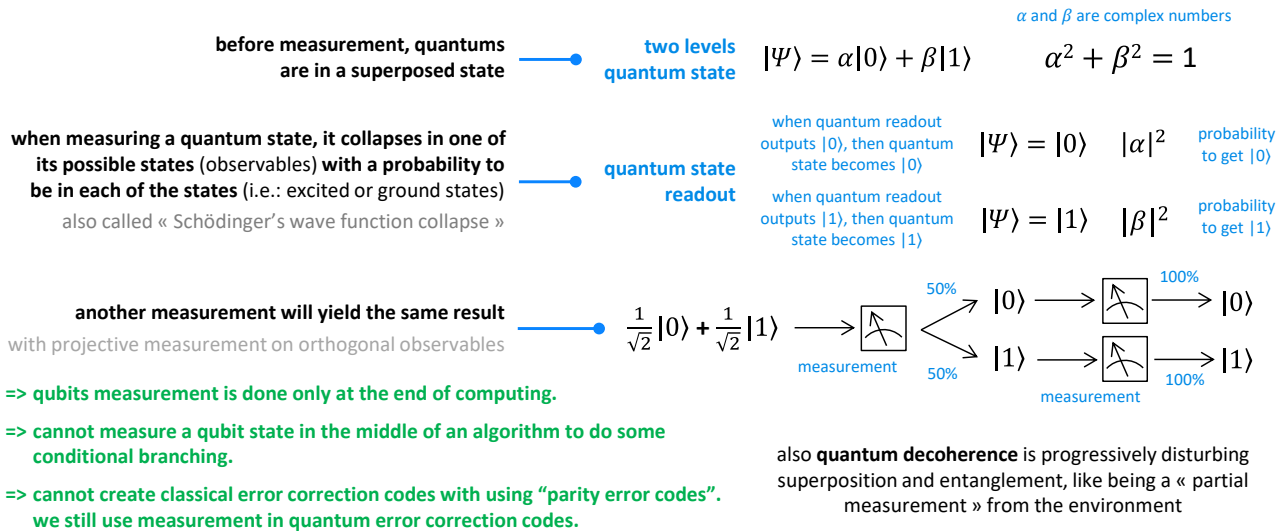 α and β are complex numbers
before measurement, quantums
are in a superposed state
two levels
quantum state
|Ψ⟩ = α|0⟩ + β|1⟩
α² + β² = 1
when measuring a quantum state, it collapses in one of
its possible states (observables) with a probability to
be in each of the states (i.e.: excited or ground states)
also called « Schödinger's wave function collapse »
quantum state
readout
when quantum readout
outputs |0⟩, then quantum
state becomes |0⟩
|Ψ⟩ = |0⟩
|α|²
probability
to get |0⟩
when quantum readout
outputs |1⟩, then quantum
state becomes |1⟩
|Ψ⟩ = |1⟩
|β|²
probability
to get |1⟩
another measurement will yield the same result
with projective measurement on orthogonal observables
1/√2 |0⟩ + 1/√2 |1⟩
measurement
50%
|0⟩
100%
|0⟩
50%
|1⟩
100%
|1⟩
measurement
=> qubits measurement is done only at the end of computing.
=> cannot measure a qubit state in the middle of an algorithm to do some
conditional branching.
=> cannot create classical error correction codes with using “parity error codes”.
we still use measurement in quantum error correction codes.
also quantum decoherence is progressively disturbing
superposition and entanglement, like being a « partial
measurement » from the environment